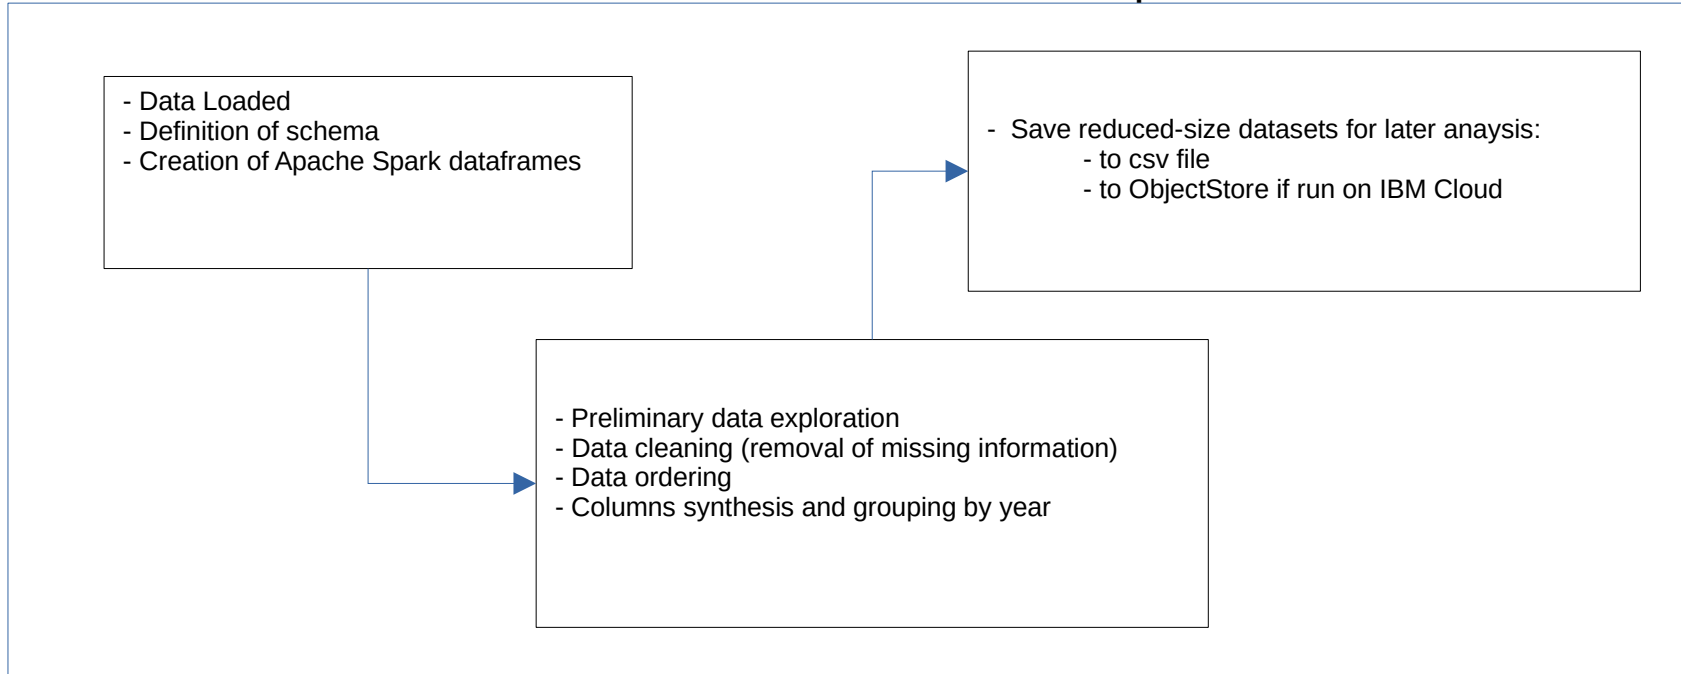 - Data Loaded
- Definition of schema
- Creation of Apache Spark dataframes
- Preliminary data exploration
- Data cleaning (removal of missing information)
- Data ordering
- Columns synthesis and grouping by year
- Save reduced-size datasets for later anaysis:
- to csv file
- to ObjectStore if run on IBM Cloud